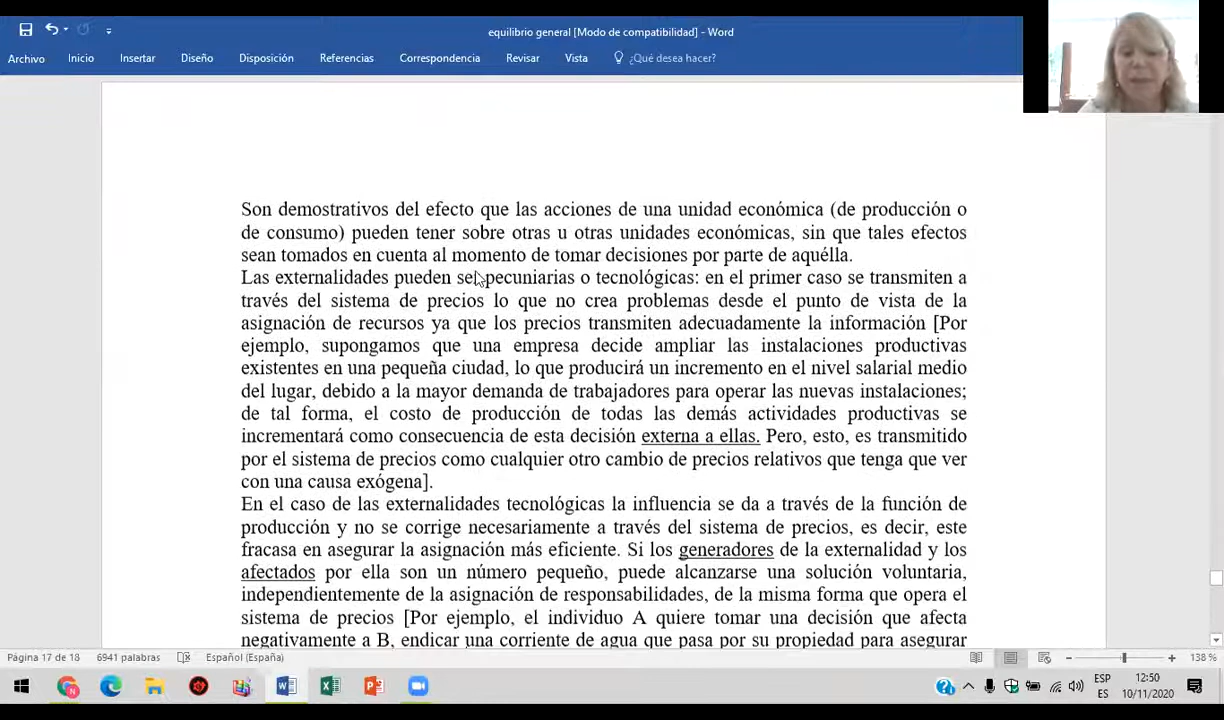 equilibrio general [Modo de compatibilidad] - Word
Archivo Inicio Insertar Diseño Disposición Referencias Correspondencia Revisar Vista ¿Qué desea hacer?
Son demostrativos del efecto que las acciones de una unidad económica (de producción o
de consumo) pueden tener sobre otras u otras unidades económicas, sin que tales efectos
sean tomados en cuenta al momento de tomar decisiones por parte de aquélla.
Las externalidades pueden ser pecuniarias o tecnológicas: en el primer caso se transmiten a
través del sistema de precios lo que no crea problemas desde el punto de vista de la
asignación de recursos ya que los precios transmiten adecuadamente la información [Por
ejemplo, supongamos que una empresa decide ampliar las instalaciones productivas
existentes en una pequeña ciudad, lo que producirá un incremento en el nivel salarial medio
del lugar, debido a la mayor demanda de trabajadores para operar las nuevas instalaciones;
de tal forma, el costo de producción de todas las demás actividades productivas se
incrementará como consecuencia de esta decisión externa a ellas. Pero, esto, es transmitido
por el sistema de precios como cualquier otro cambio de precios relativos que tenga que ver
con una causa exógena].
En el caso de las externalidades tecnológicas la influencia se da a través de la función de
producción y no se corrige necesariamente a través del sistema de precios, es decir, este
fracasa en asegurar la asignación más eficiente. Si los generadores de la externalidad y los
afectados por ella son un número pequeño, puede alcanzarse una solución voluntaria,
independientemente de la asignación de responsabilidades, de la misma forma que opera el
sistema de precios [Por ejemplo, el individuo A quiere tomar una decisión que afecta
negativamente a B, endicar una corriente de agua que pasa por su propiedad para asegurar
Página 17 de 18 6941 palabras Español (España) 138 %
ESP 12:50
ES 10/11/2020